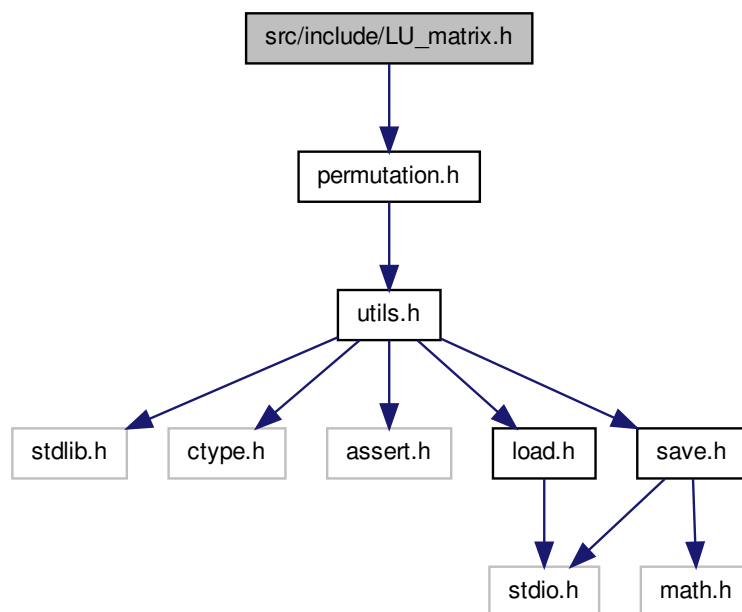 src/include/LU_matrix.h
permutation.h
utils.h
stdlib.h
ctype.h
assert.h
load.h
save.h
stdio.h
math.h